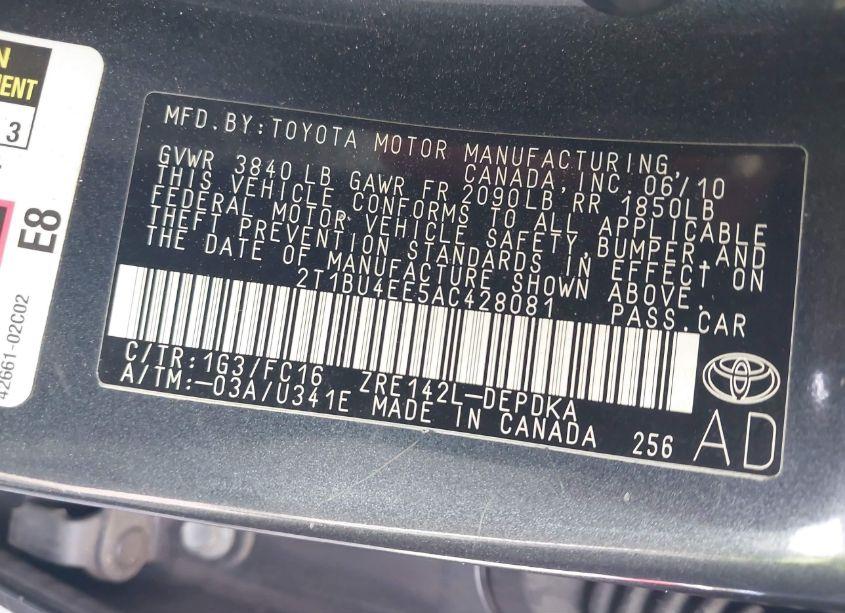 N
MENT
3
E8
42661-02C02
MFD.BY:TOYOTA MOTOR MANUFACTURING,
CANADA, INC. 06/10
GVWR 3840 LB GAWR FR 2090LB RR 1850LB
THIS VEHICLE CONFORMS TO ALL APPLICABLE
FEDERAL MOTOR VEHICLE SAFETY, BUMPER, AND
THEFT PREVENTION STANDARDS IN EFFECT ON
THE DATE OF MANUFACTURE SHOWN ABOVE.
2T1BU4EE5AC428081 PASS.CAR
C/TR:1G3/FC16 ZRE142L-DEPDKA
A/TM:-03A/U341E MADE IN CANADA 256
AD